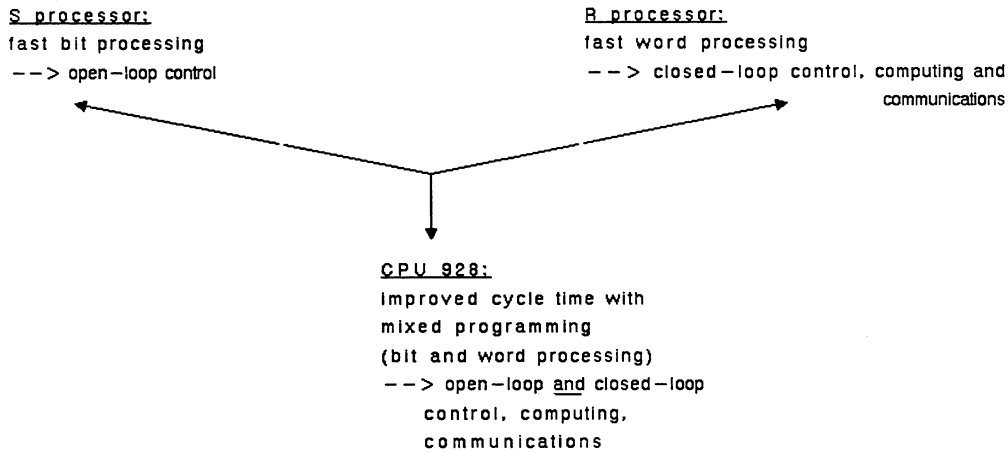 S processor:
fast bit processing
--> open-loop control
R processor:
fast word processing
--> closed-loop control, computing and
communications
CPU 928:
Improved cycle time with
mixed programming
(bit and word processing)
--> open-loop and closed-loop
control, computing,
communications